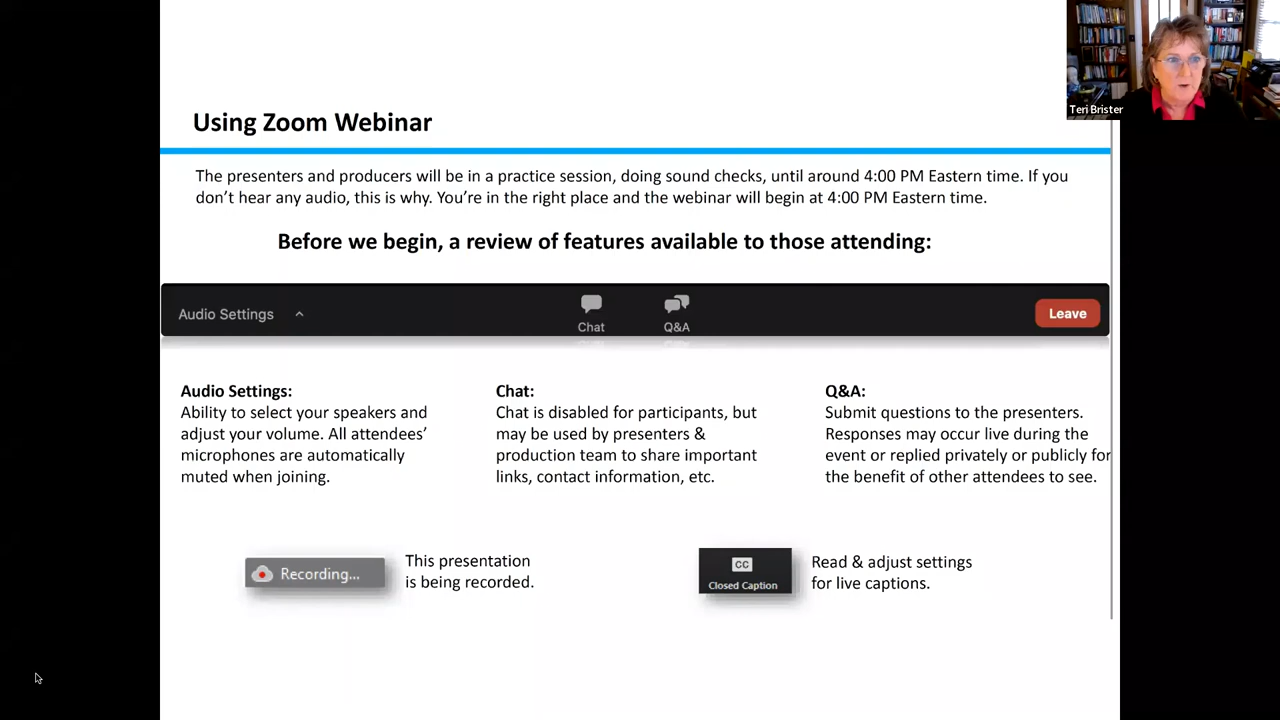 Teri Brister
Using Zoom Webinar
The presenters and producers will be in a practice session, doing sound checks, until around 4:00 PM Eastern time. If you
don't hear any audio, this is why. You're in the right place and the webinar will begin at 4:00 PM Eastern time.
Before we begin, a review of features available to those attending:
Audio Settings
Chat
Q&A
Leave
Audio Settings:
Ability to select your speakers and
adjust your volume. All attendees'
microphones are automatically
muted when joining.
Chat:
Chat is disabled for participants, but
may be used by presenters &
production team to share important
links, contact information, etc.
Q&A:
Submit questions to the presenters.
Responses may occur live during the
event or replied privately or publicly for
the benefit of other attendees to see.
Recording...
This presentation
is being recorded.
CC
Closed Caption
Read & adjust settings
for live captions.